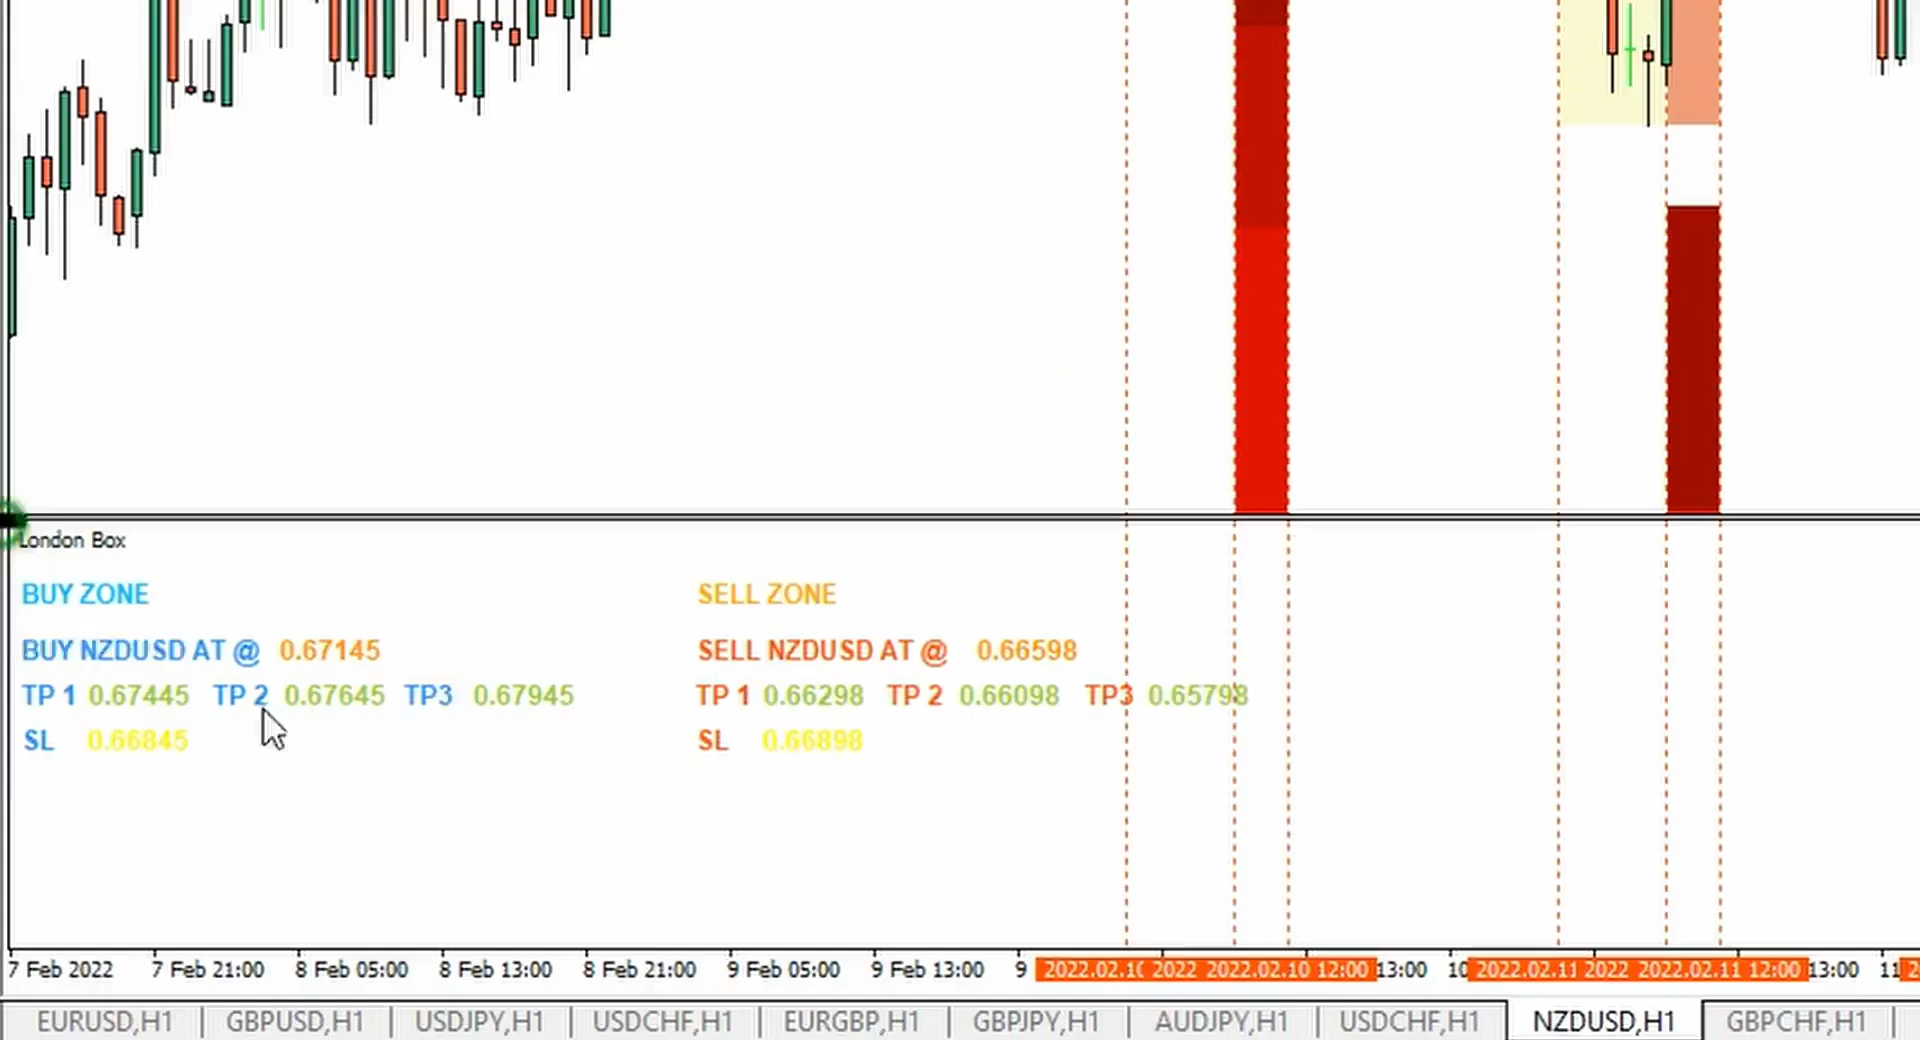 London Box
BUY ZONE
BUY NZDUSD AT @ 0.67145
TP 1 0.67445 TP 2 0.67645 TP3 0.67945
SL 0.66845
SELL ZONE
SELL NZDUSD AT @ 0.66598
TP 1 0.66298 TP 2 0.66098 TP3 0.65798
SL 0.66898
7 Feb 2022 7 Feb 21:00 8 Feb 05:00 8 Feb 13:00 8 Feb 21:00 9 Feb 05:00 9 Feb 13:00 9 2022 2022.02.10 12:00 13:00 10 2022.02.11 2022 2022.02.11 12:00 13:00 11
EURUSD,H1 GBPUSD,H1 USDJPY,H1 USDCHF,H1 EURGBP,H1 GBPJPY,H1 AUDJPY,H1 USDCHF,H1 NZDUSD,H1 GBPCHF,H1